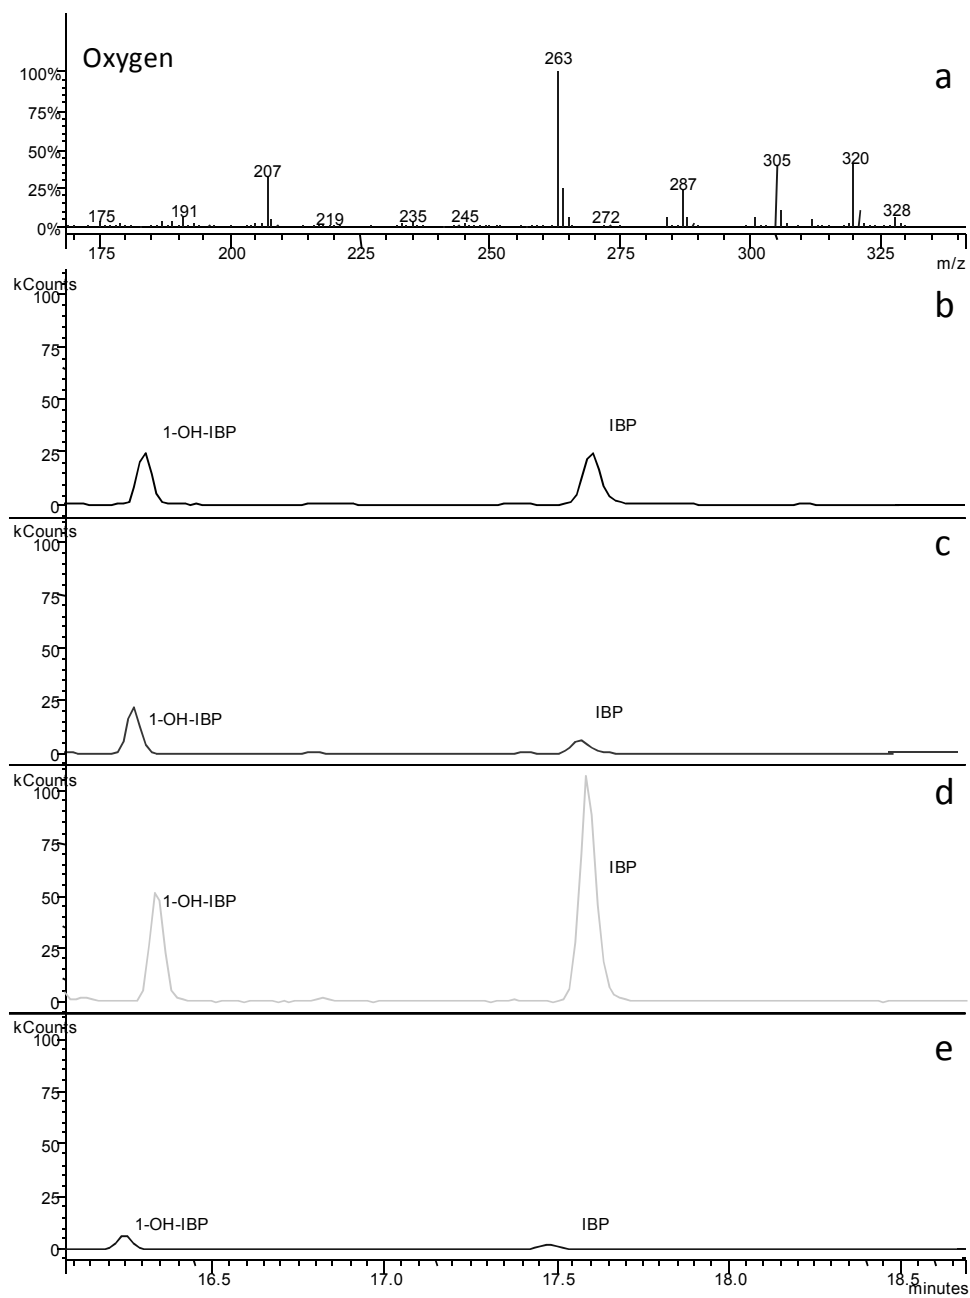 Oxygen
a
263
100%
75%
50%
25%
0%
175 191 207 219 235 245 272 287 305 320 328
175 200 225 250 275 300 325
m/z
kCounts
b
100
75
50
25
0
1-OH-IBP
IBP
kCounts
c
100
75
50
25
0
1-OH-IBP
IBP
kCounts
d
100
75
50
25
0
1-OH-IBP
IBP
kCounts
e
100
75
50
25
0
1-OH-IBP
IBP
16.5 17.0 17.5 18.0 18.5
minutes